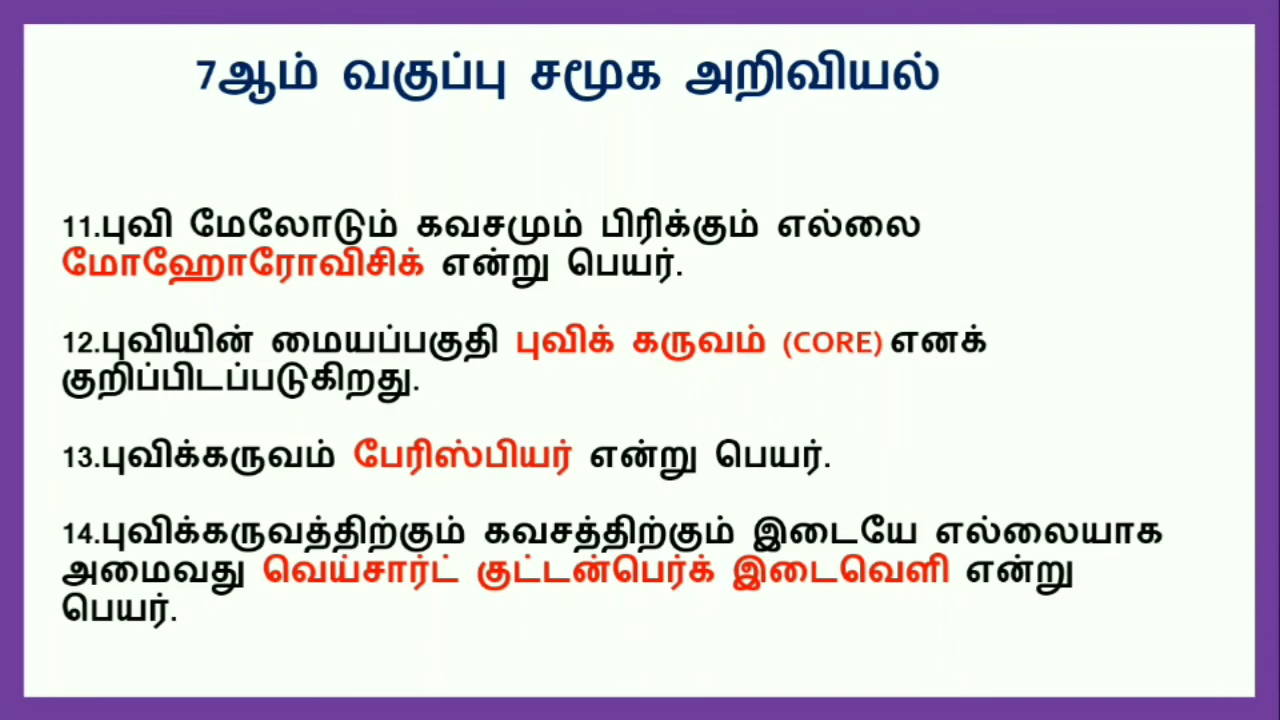 7ஆம் வகுப்பு சமூக அறிவியல்
11.புவி மேலோடும் கவசமும் பிரிக்கும் எல்லை
மோஹோரோவிசிக் என்று பெயர்.
12.புவியின் மையப்பகுதி புவிக் கருவம் (CORE) எனக்
குறிப்பிடப்படுகிறது.
13.புவிக்கருவம் பேரிஸ்பியர் என்று பெயர்.
14.புவிக்கருவத்திற்கும் கவசத்திற்கும் இடையே எல்லையாக
அமைவது வெய்சார்ட் குட்டன்பெர்க் இடைவெளி என்று
பெயர்.